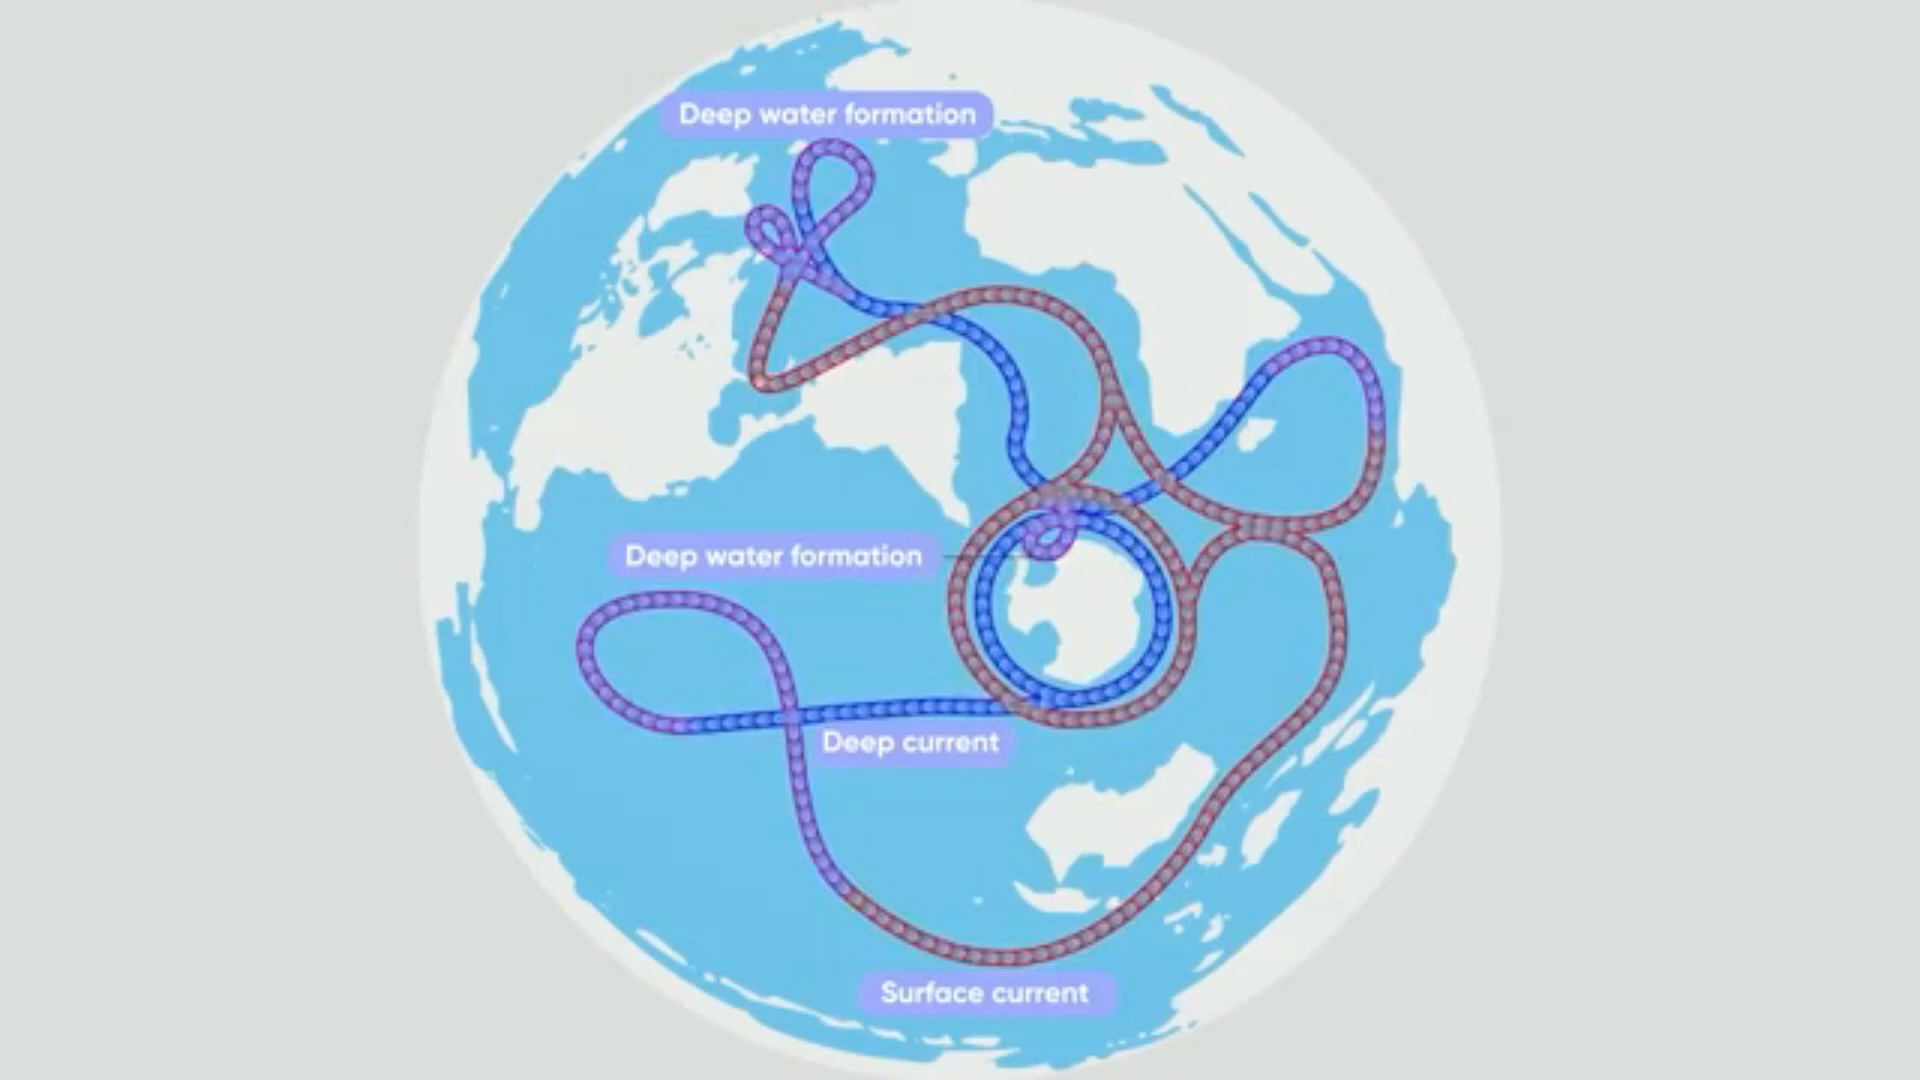 Deep water formation
Deep water formation
Deep current
Surface current